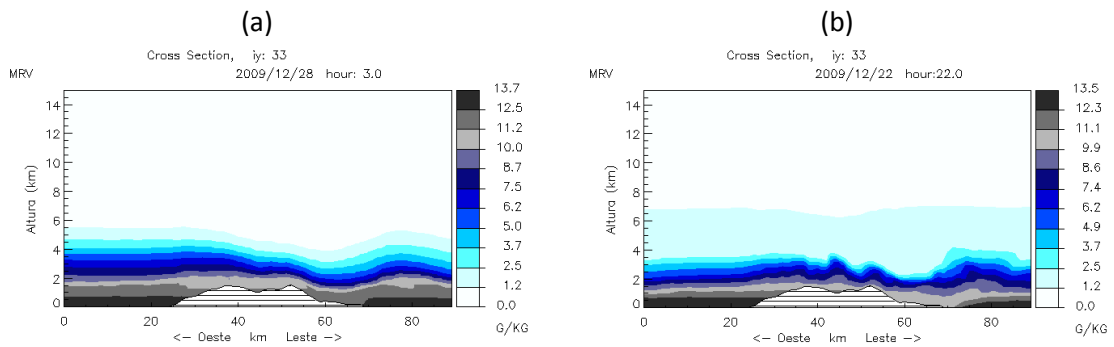 (a)
Cross Section, iy: 33
MRV 2009/12/28 hour: 3.0
14
12
10
8
6
4
2
0
Altura (km)
0 20 40 60 80
<- Oeste km Leste ->
13.7
12.5
11.2
10.0
8.7
7.5
6.2
5.0
3.7
2.5
1.2
0.0
G/KG
(b)
Cross Section, iy: 33
MRV 2009/12/22 hour:22.0
14
12
10
8
6
4
2
0
Altura (km)
0 20 40 60 80
<- Oeste km Leste ->
13.5
12.3
11.1
9.9
8.6
7.4
6.2
4.9
3.7
2.5
1.2
0.0
G/KG